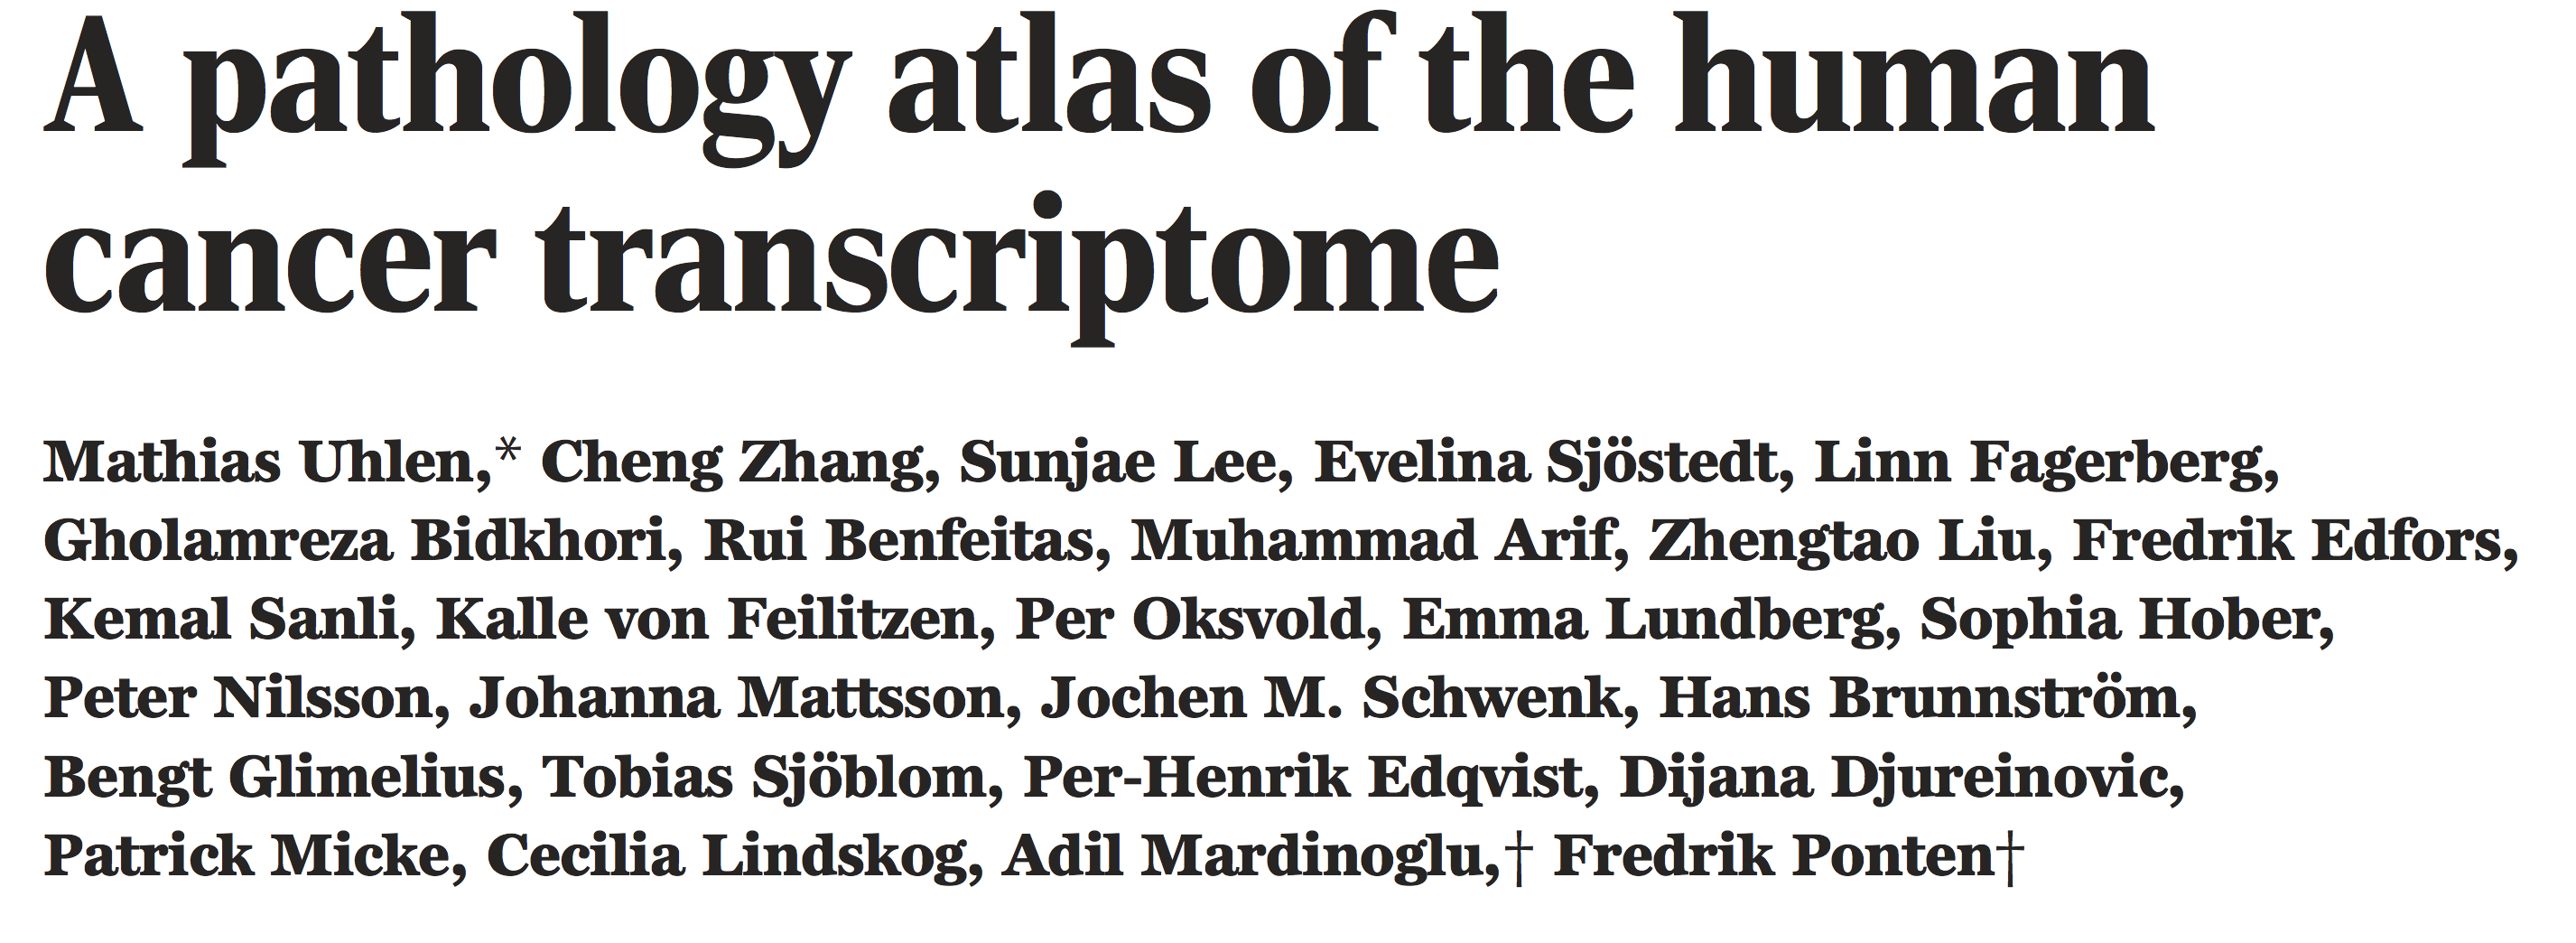 A pathology atlas of the human
cancer transcriptome
Mathias Uhlen,* Cheng Zhang, Sunjae Lee, Evelina Sjöstedt, Linn Fagerberg,
Gholamreza Bidkhori, Rui Benfeitas, Muhammad Arif, Zhengtao Liu, Fredrik Edfors,
Kemal Sanli, Kalle von Feilitzen, Per Oksvold, Emma Lundberg, Sophia Hober,
Peter Nilsson, Johanna Mattsson, Jochen M. Schwenk, Hans Brunnström,
Bengt Glimelius, Tobias Sjöblom, Per-Henrik Edqvist, Dijana Djureinovic,
Patrick Micke, Cecilia Lindskog, Adil Mardinoglu,† Fredrik Ponten†